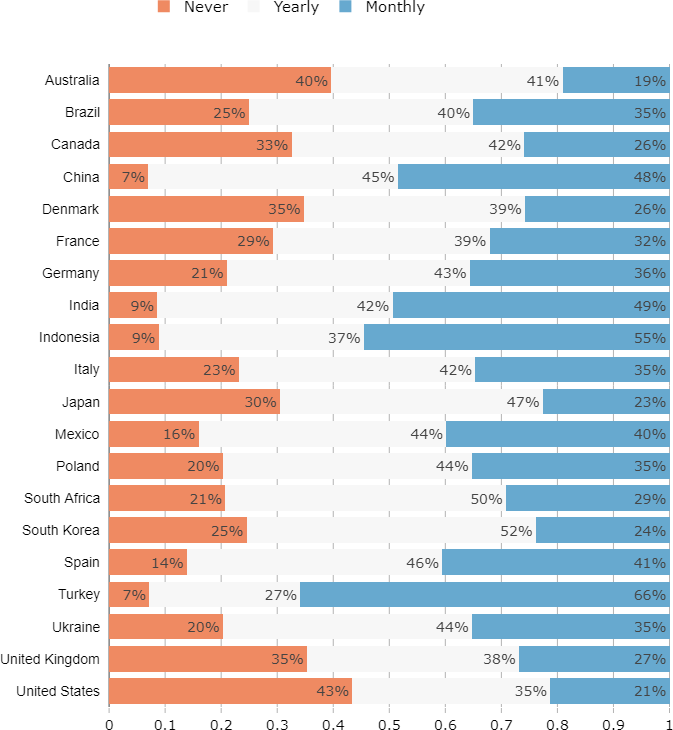 Never Yearly Monthly
Australia 40% 41% 19%
Brazil 25% 40% 35%
Canada 33% 42% 26%
China 7% 45% 48%
Denmark 35% 39% 26%
France 29% 39% 32%
Germany 21% 43% 36%
India 9% 42% 49%
Indonesia 9% 37% 55%
Italy 23% 42% 35%
Japan 30% 47% 23%
Mexico 16% 44% 40%
Poland 20% 44% 35%
South Africa 21% 50% 29%
South Korea 25% 52% 24%
Spain 14% 46% 41%
Turkey 7% 27% 66%
Ukraine 20% 44% 35%
United Kingdom 35% 38% 27%
United States 43% 35% 21%
0 0.1 0.2 0.3 0.4 0.5 0.6 0.7 0.8 0.9 1